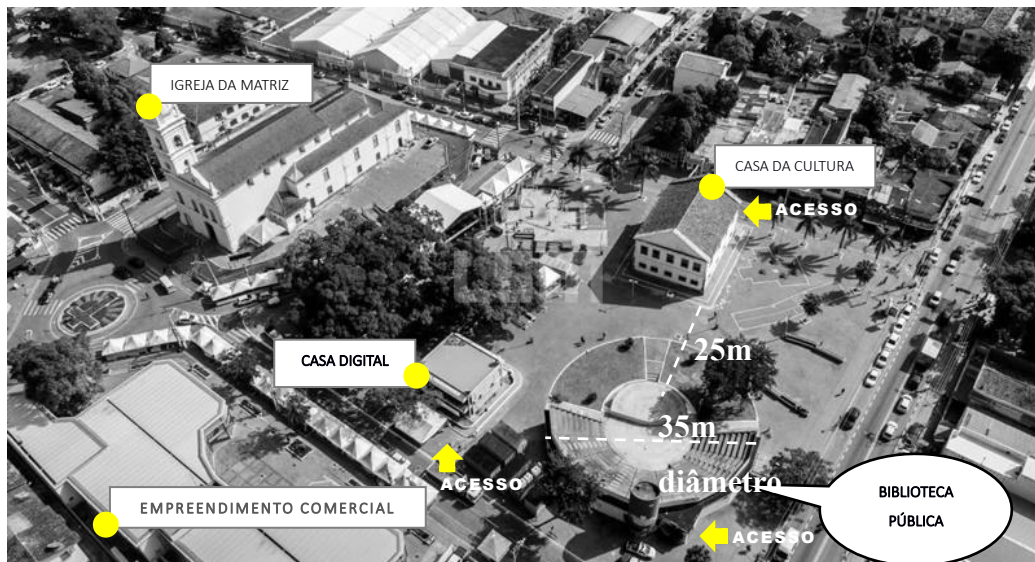 IGREJA DA MATRIZ
CASA DA CULTURA
ACESSO
25m
CASA DIGITAL
35m
diâmetro
ACESSO
BIBLIOTECA
PÚBLICA
EMPREENDIMENTO COMERCIAL
ACESSO